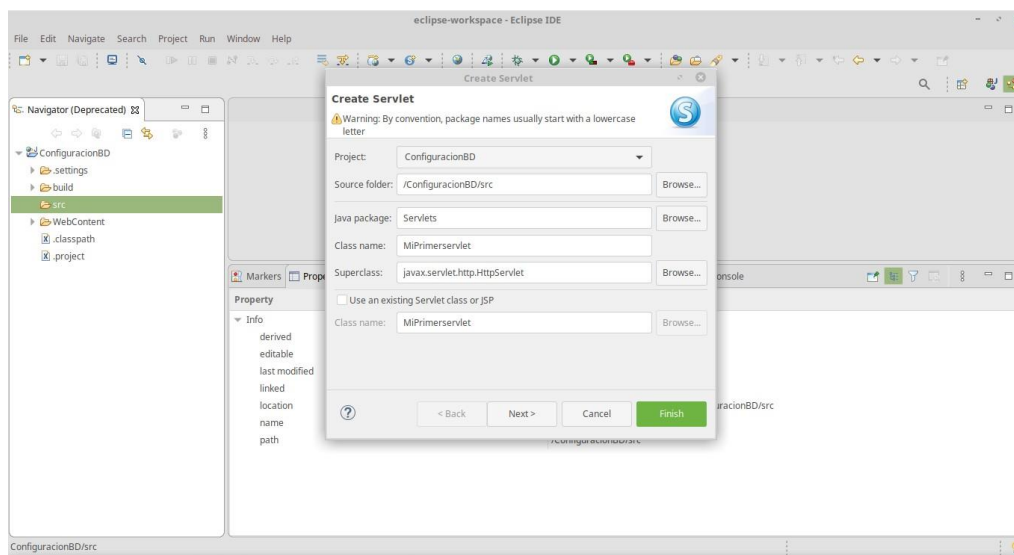 eclipse-workspace - Eclipse IDE
File Edit Navigate Search Project Run Window Help
Create Servlet
Navigator (Deprecated)
ConfiguracionBD
.settings
build
src
WebContent
.classpath
.project
Create Servlet
Warning: By convention, package names usually start with a lowercase
letter
Project: ConfiguracionBD
Source folder: /ConfiguracionBD/src Browse...
Java package: Servlets Browse...
Class name: MiPrimerservlet
Superclass: javax.servlet.http.HttpServlet Browse...
Use an existing Servlet class or JSP
Class name: MiPrimerservlet Browse...
< Back Next > Cancel Finish
Markers Prope onsole
Property
Info
derived
editable
last modified
linked
location uracionBD/src
name
path /ConfiguracionBD/src
ConfiguracionBD/src